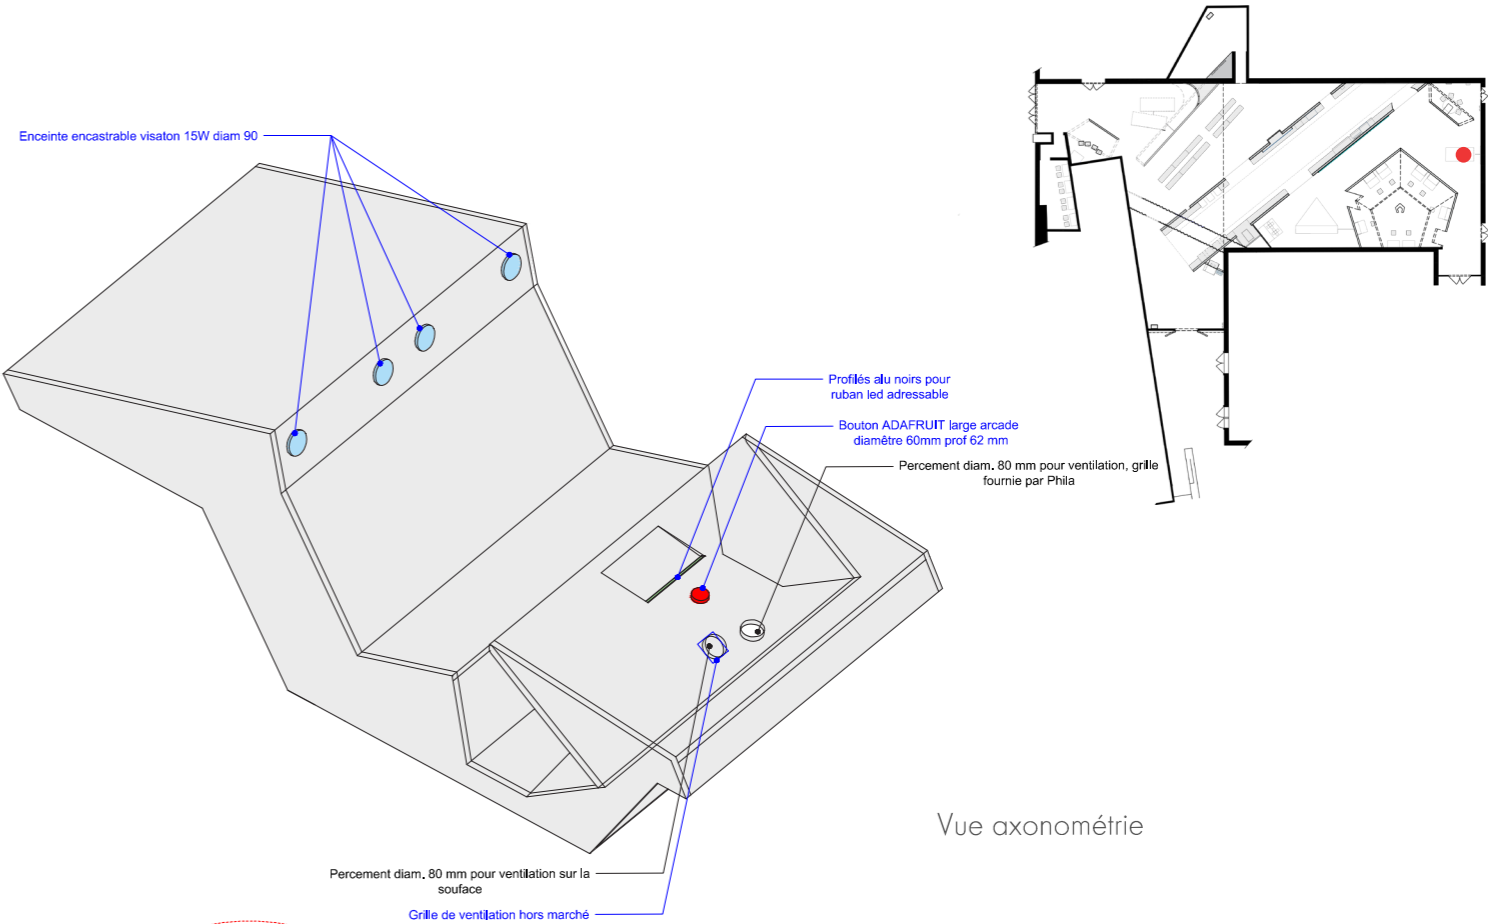 Enceinte encastrable visaton 15W diam 90
Profilés alu noirs pour
ruban led adressable
Bouton ADAFRUIT large arcade
diamêtre 60mm prof 62 mm
Percement diam. 80 mm pour ventilation, grille
fournie par Phila
Vue axonométrie
Percement diam. 80 mm pour ventilation sur la
souface
Grille de ventilation hors marché